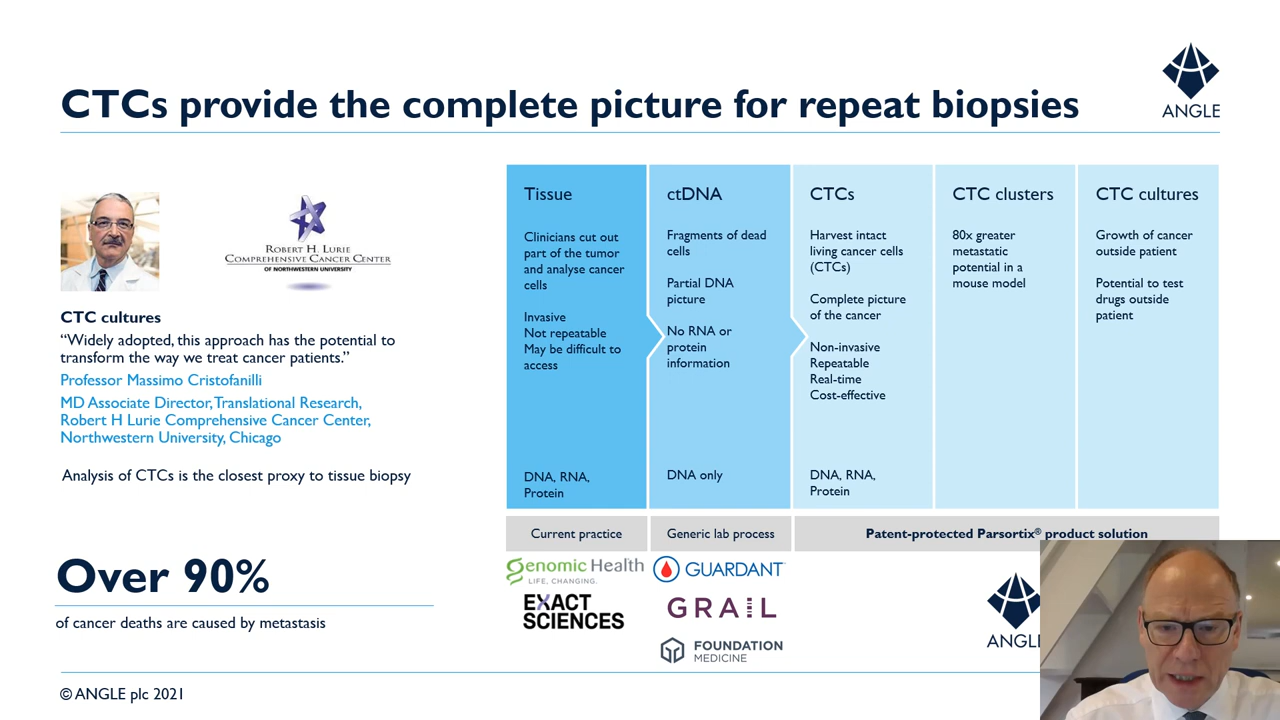 CTCs provide the complete picture for repeat biopsies
ANGLE
ROBERT H. LURIE
COMPREHENSIVE CANCER CENTER
OF NORTHWESTERN UNIVERSITY
CTC cultures
“Widely adopted, this approach has the potential to
transform the way we treat cancer patients.”
Professor Massimo Cristofanilli
MD Associate Director, Translational Research,
Robert H Lurie Comprehensive Cancer Center,
Northwestern University, Chicago
Analysis of CTCs is the closest proxy to tissue biopsy
Over 90%
of cancer deaths are caused by metastasis
Tissue
Clinicians cut out
part of the tumor
and analyse cancer
cells
Invasive
Not repeatable
May be difficult to
access
DNA, RNA,
Protein
Current practice
Genomic Health
LIFE, CHANGING.
EXACT
SCIENCES
ctDNA
Fragments of dead
cells
Partial DNA
picture
No RNA or
protein
information
DNA only
Generic lab process
GUARDANT
GRAIL
FOUNDATION
MEDICINE
CTCs
Harvest intact
living cancer cells
(CTCs)
Complete picture
of the cancer
Non-invasive
Repeatable
Real-time
Cost-effective
DNA, RNA,
Protein
CTC clusters
80x greater
metastatic
potential in a
mouse model
CTC cultures
Growth of cancer
outside patient
Potential to test
drugs outside
patient
Patent-protected Parsortix® product solution
ANGLE
© ANGLE plc 2021